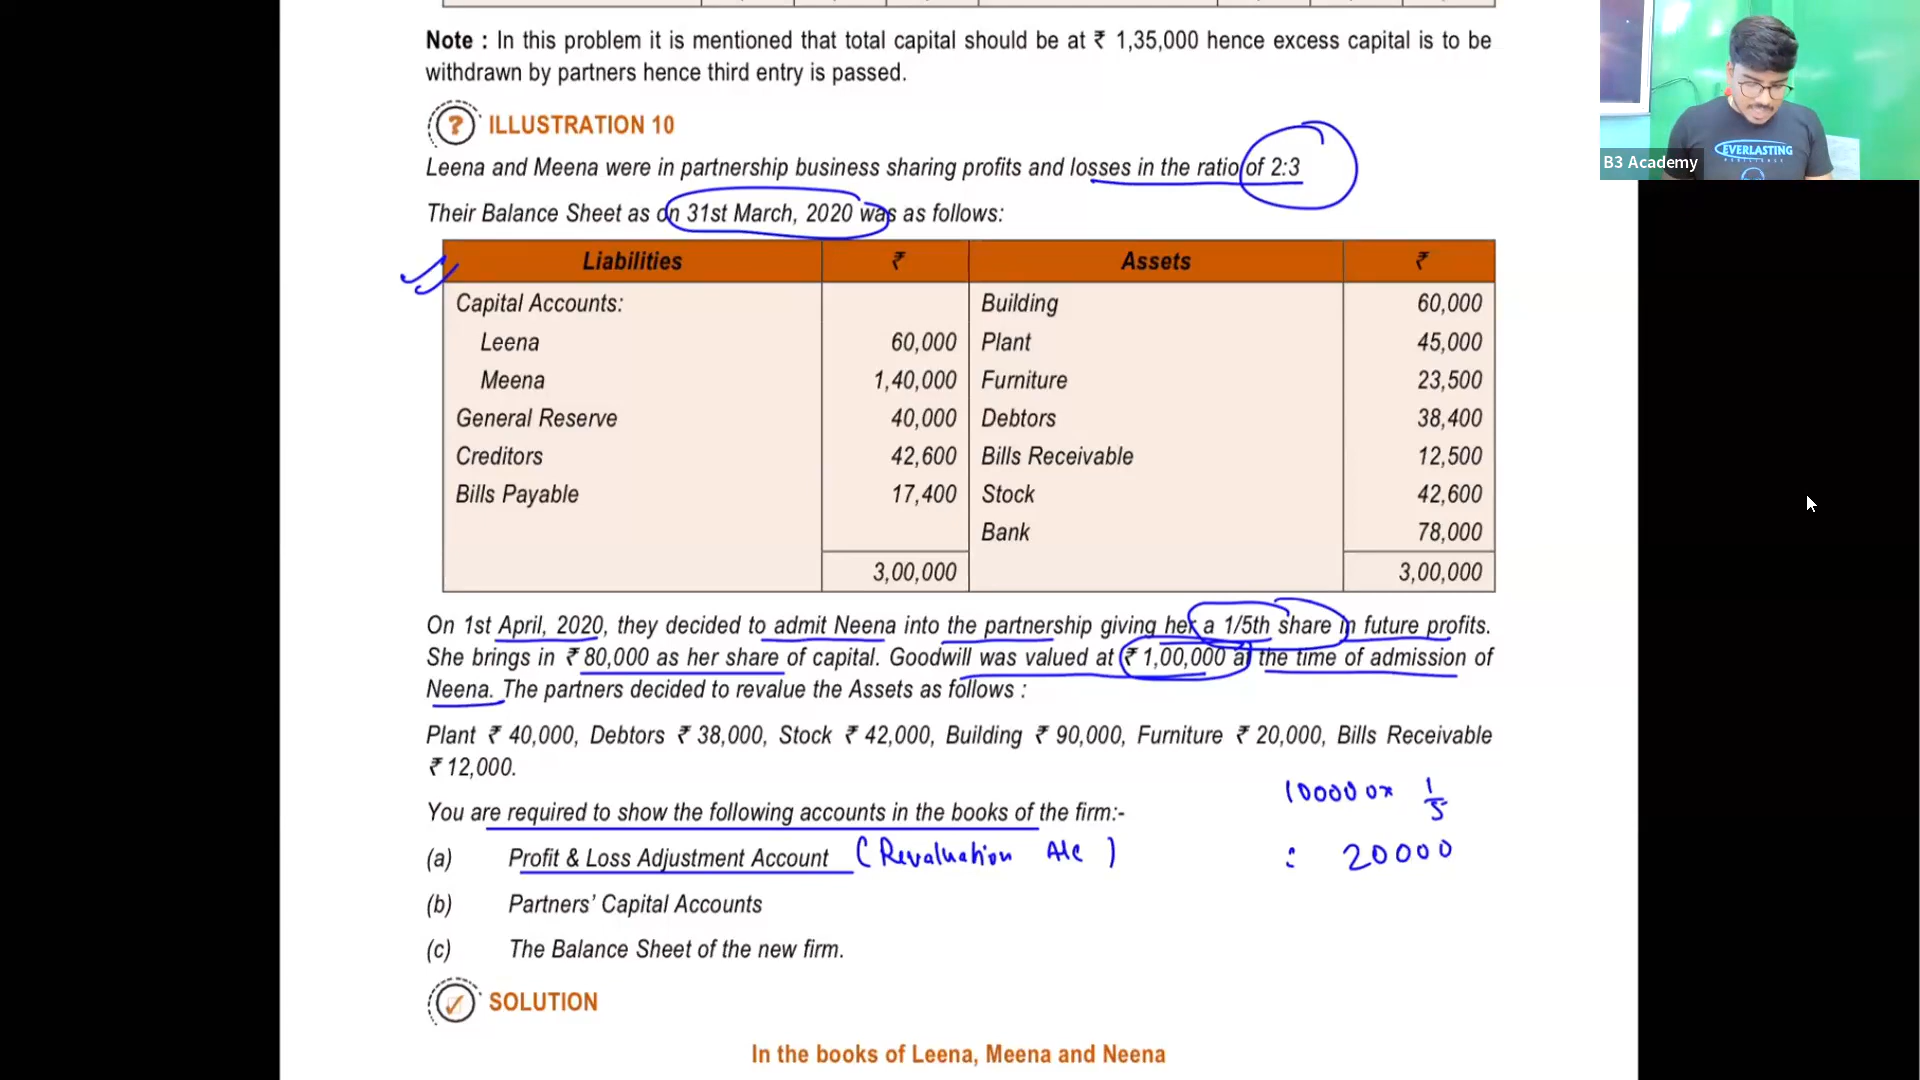 Note : In this problem it is mentioned that total capital should be at ₹ 1,35,000 hence excess capital is to be
withdrawn by partners hence third entry is passed.
? ILLUSTRATION 10
Leena and Meena were in partnership business sharing profits and losses in the ratio of 2:3
Their Balance Sheet as on 31st March, 2020 was as follows:
Liabilities ₹ Assets ₹
Capital Accounts: Building 60,000
Leena 60,000 Plant 45,000
Meena 1,40,000 Furniture 23,500
General Reserve 40,000 Debtors 38,400
Creditors 42,600 Bills Receivable 12,500
Bills Payable 17,400 Stock 42,600
Bank 78,000
3,00,000 3,00,000
On 1st April, 2020, they decided to admit Neena into the partnership giving her a 1/5th share in future profits.
She brings in ₹ 80,000 as her share of capital. Goodwill was valued at ₹ 1,00,000 at the time of admission of
Neena. The partners decided to revalue the Assets as follows :
Plant ₹ 40,000, Debtors ₹ 38,000, Stock ₹ 42,000, Building ₹ 90,000, Furniture ₹ 20,000, Bills Receivable
₹ 12,000.
100000 x 1/5
You are required to show the following accounts in the books of the firm:-
(a) Profit & Loss Adjustment Account (Revaluation A/c) : 20000
(b) Partners' Capital Accounts
(c) The Balance Sheet of the new firm.
SOLUTION
In the books of Leena, Meena and Neena
B3 Academy
EVERLASTING